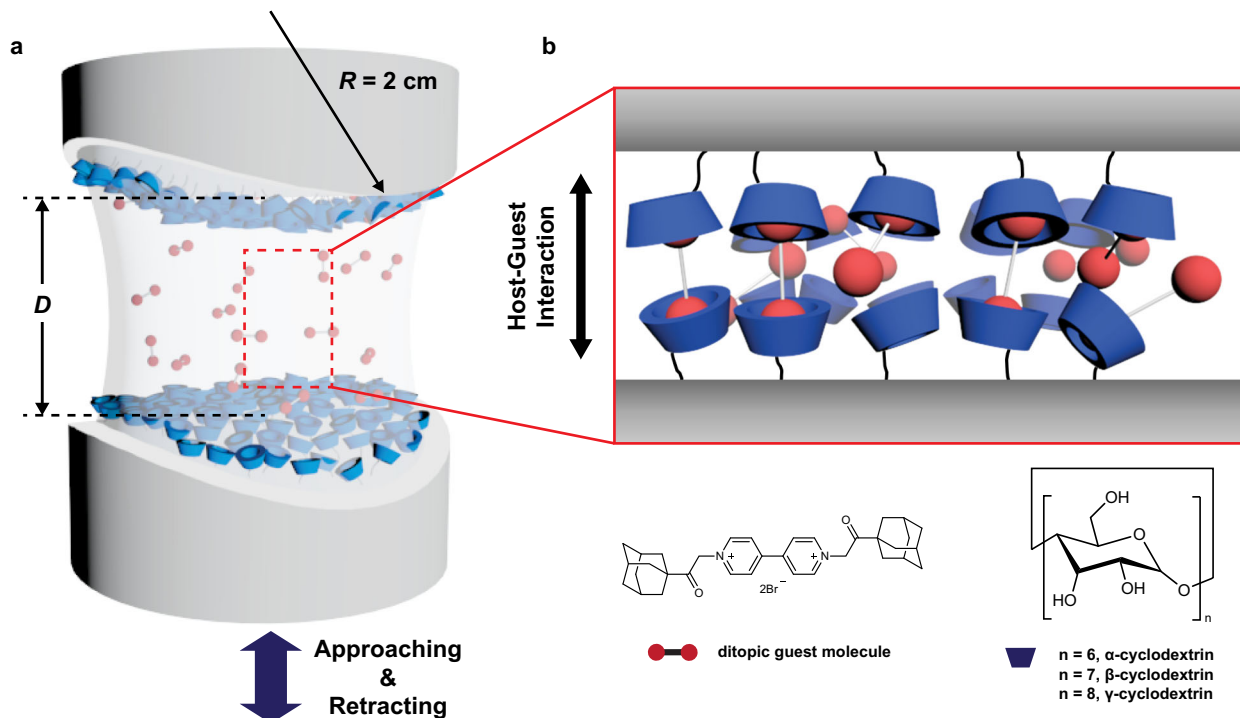 a
R = 2 cm
D
Approaching
&
Retracting
b
Host-Guest
Interaction
O
N
+
+
N
O
2Br⁻
ditopic guest molecule
OH
O
HO
OH
O
n
n = 6, α-cyclodextrin
n = 7, β-cyclodextrin
n = 8, γ-cyclodextrin